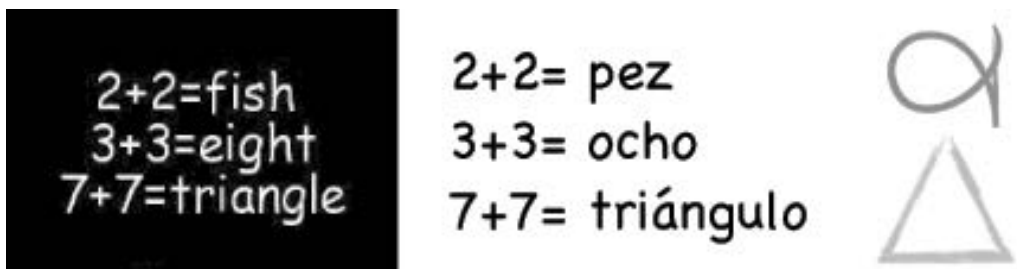 2+2=fish
3+3=eight
7+7=triangle
2+2= pez
3+3= ocho
7+7= triángulo